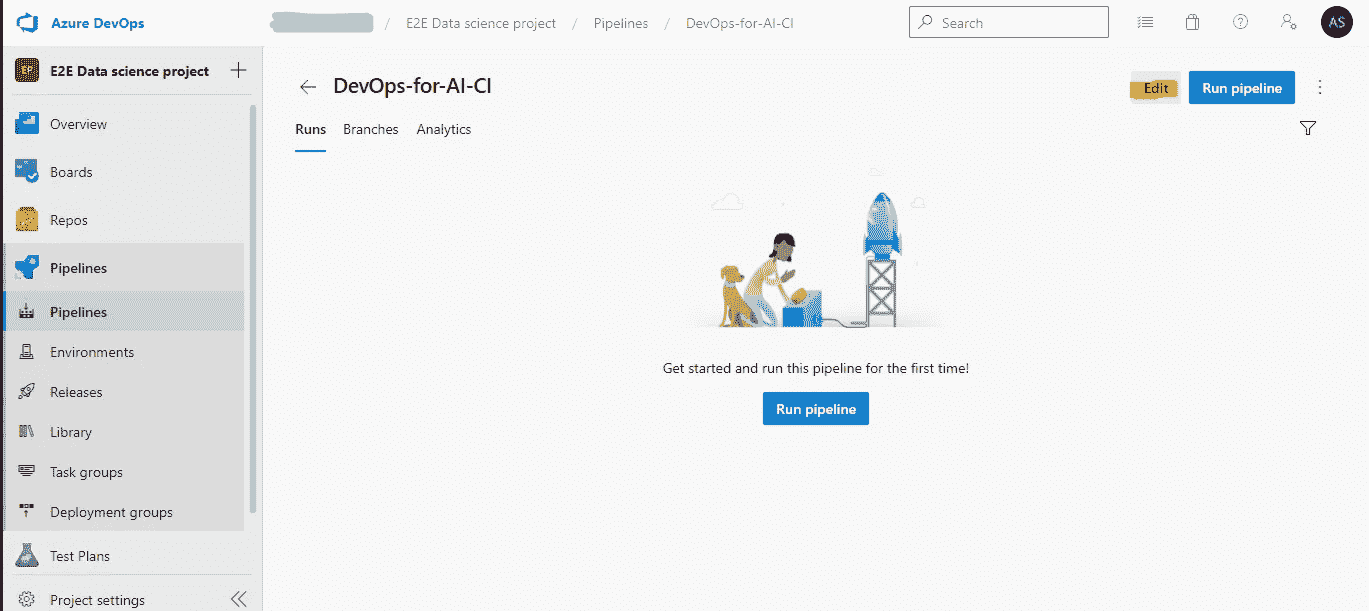 Azure DevOps / E2E Data science project / Pipelines / DevOps-for-AI-CI Search AS
EP E2E Data science project
Overview
Boards
Repos
Pipelines
Pipelines
Environments
Releases
Library
Task groups
Deployment groups
Test Plans
Project settings
DevOps-for-AI-CI Edit Run pipeline
Runs Branches Analytics
Get started and run this pipeline for the first time!
Run pipeline